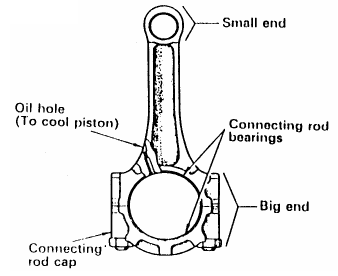 Small end
Oil hole
(To cool piston)
Connecting rod
bearings
Big end
Connecting
rod cap